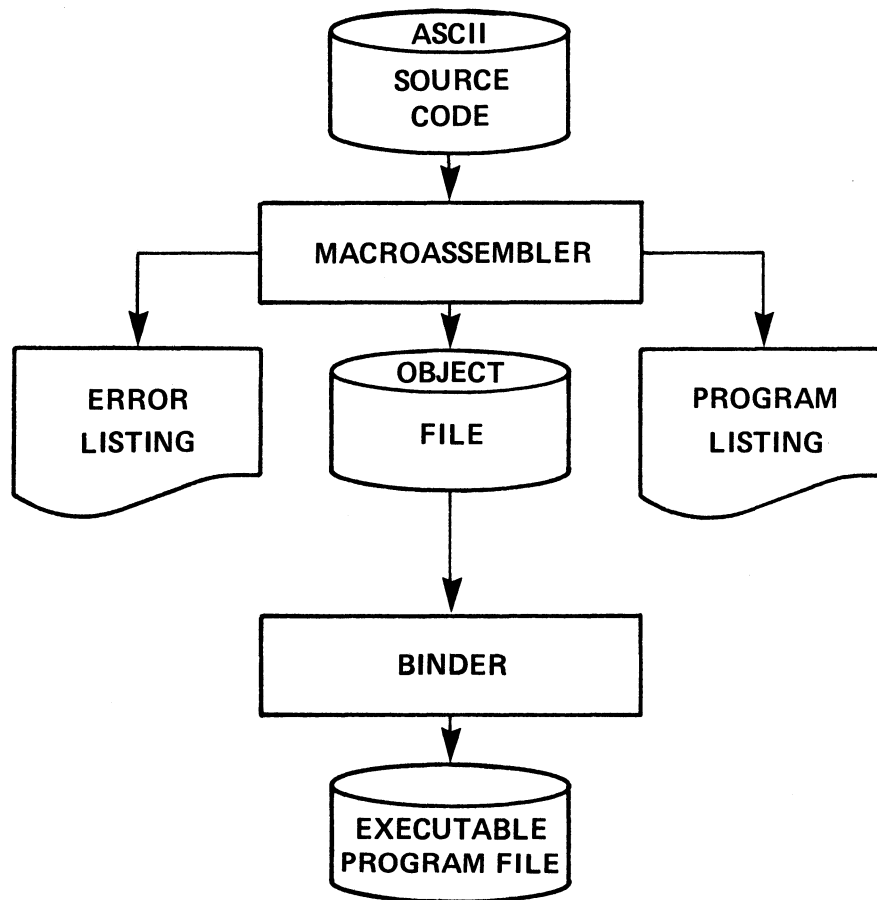 ASCII
SOURCE
CODE
MACROASSEMBLER
ERROR
LISTING
OBJECT
FILE
PROGRAM
LISTING
BINDER
EXECUTABLE
PROGRAM FILE